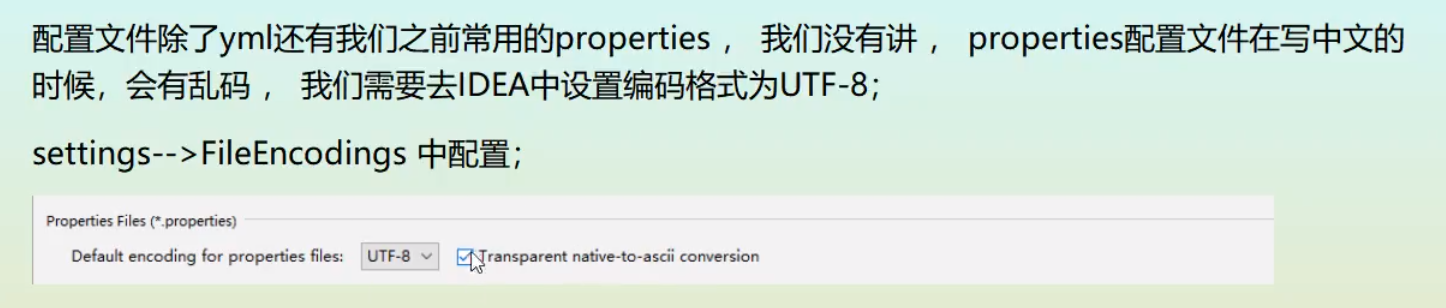 配置文件除了yml还有我们之前常用的properties ， 我们没有讲 ， properties配置文件在写中文的
时候，会有乱码 ， 我们需要去IDEA中设置编码格式为UTF-8；
settings-->FileEncodings 中配置；
Properties Files (*.properties)
Default encoding for properties files: UTF-8 Transparent native-to-ascii conversion